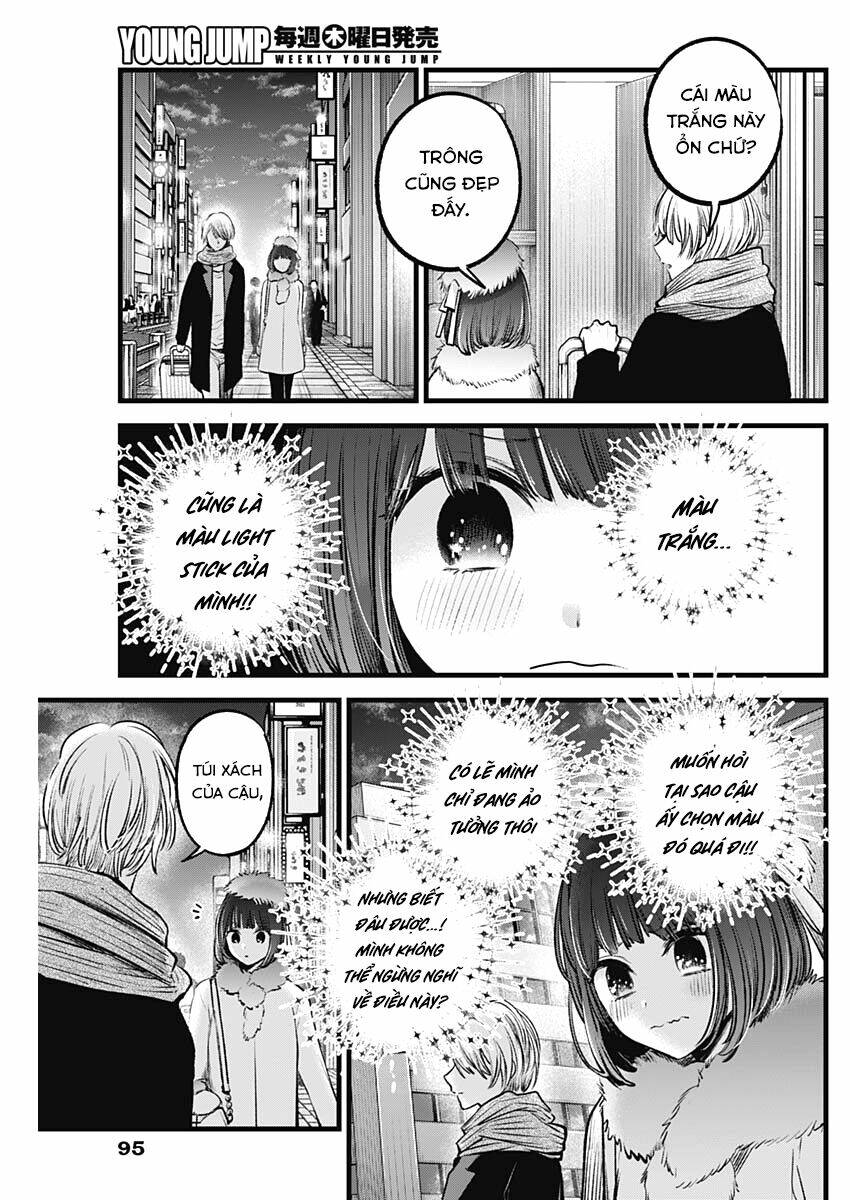 YOUNG JUMP 毎週木曜日発売
WEEKLY YOUNG JUMP
CÁI MÀU
TRẮNG NÀY
ỔN CHỨ?
TRÔNG
CŨNG ĐẸP
ĐẤY.
MÀU
TRẮNG...
CŨNG LÀ
MÀU LIGHT
STICK CỦA
MÌNH!!
MUỐN HỎI
TẠI SAO CẬU
ẤY CHỌN MÀU
ĐÓ QUÁ ĐI!!
CÓ LẼ MÌNH
CHỈ ĐANG ẢO
TƯỞNG THÔI
NHƯNG BIẾT
ĐÂU ĐƯỢC...!
MÌNH KHÔNG
THỂ NGỪNG NGHĨ
VỀ ĐIỀU NÀY?
TÚI XÁCH
CỦA CẬU,
95